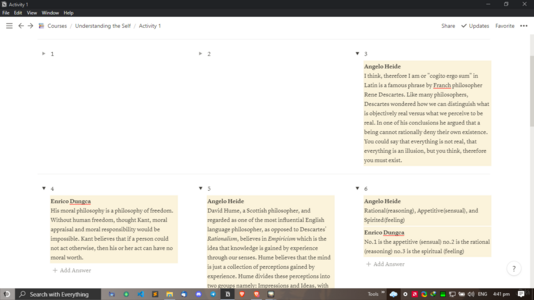 Activity 1
File Edit View Window Help
Courses / Understanding the Self / Activity 1
Share Updates Favorite
1
2
3
Angelo Heide
I think, therefore I am or "cogito ergo sum" in
Latin is a famous phrase by Franch philosopher
Rene Descartes. Like many philosophers,
Descartes wondered how we can distinguish what
is objectively real versus what we perceive to be
real. In one of his conclusions he argued that a
being cannot rationally deny their own existence.
You could say that everything is not real, that
everything is an illusion, but you think, therefore
you must exist.
4
Enrico Dungca
His moral philosophy is a philosophy of freedom.
Without human freedom, thought Kant, moral
appraisal and moral responsibility would be
impossible. Kant believes that if a person could
not act otherwise, then his or her act can have no
moral worth.
+ Add Answer
5
Angelo Heide
David Hume, a Scottish philosopher, and
regarded as one of the most influential English
language philosopher, as opposed to Descartes'
Rationalism, believes in Empiricism which is the
idea that knowledge is gained by experience
through our senses. Hume believes that the mind
is just a collection of perceptions gained by
experience. Hume divides these perceptions into
two groups namely; Impressions and Ideas, with
6
Angelo Heide
Rational(reasoning), Appetitive(sensual), and
Spirited(feeling)
Enrico Dungca
No.1 is the appetitive (sensual) no.2 is the rational
(reasoning) no.3 is the spiritual (feeling)
+ Add Answer
?
Search with Everything
Tools
ENG 6:41 pm